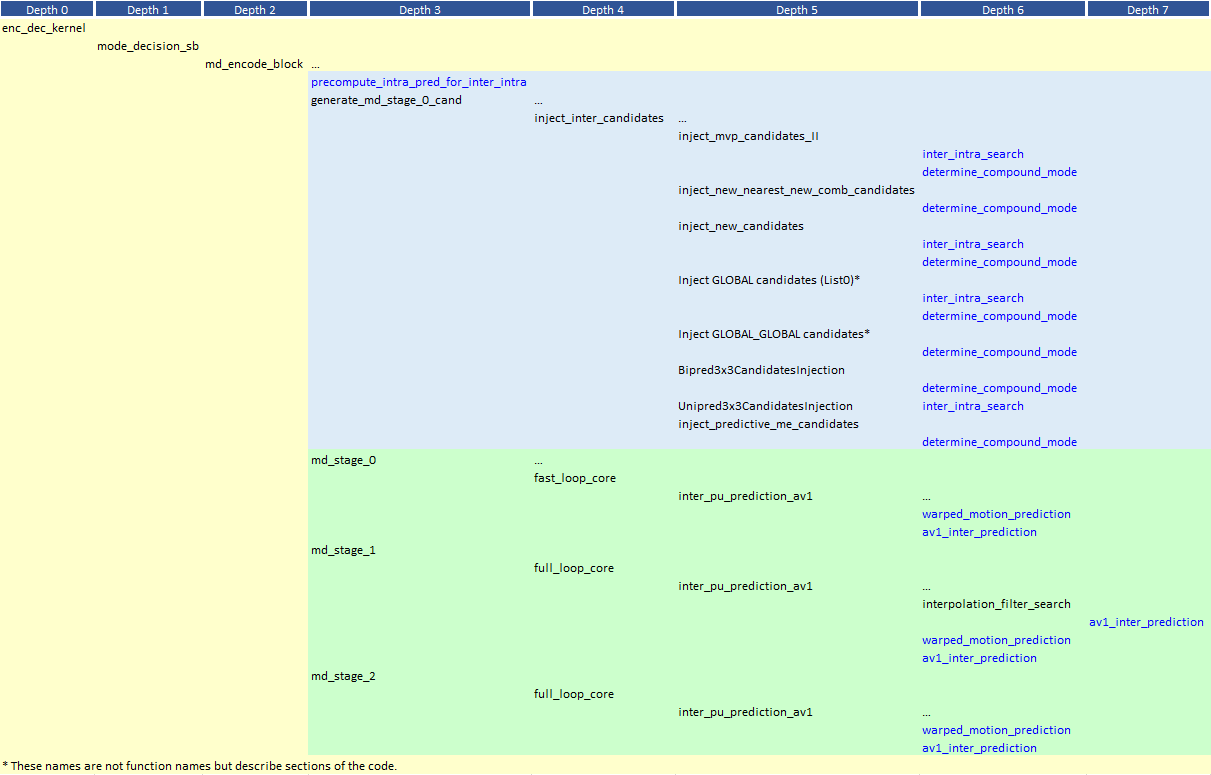 Depth 0 Depth 1 Depth 2 Depth 3 Depth 4 Depth 5 Depth 6 Depth 7
enc_dec_kernel
mode_decision_sb
md_encode_block ...
precompute_intra_pred_for_inter_intra
generate_md_stage_0_cand ...
inject_inter_candidates ...
inject_mvp_candidates_II
inter_intra_search
determine_compound_mode
inject_new_nearest_new_comb_candidates
determine_compound_mode
inject_new_candidates
inter_intra_search
determine_compound_mode
Inject GLOBAL candidates (List0)*
inter_intra_search
determine_compound_mode
Inject GLOBAL_GLOBAL candidates*
determine_compound_mode
Bipred3x3CandidatesInjection
determine_compound_mode
Unipred3x3CandidatesInjection inter_intra_search
inject_predictive_me_candidates
determine_compound_mode
md_stage_0 ...
fast_loop_core
inter_pu_prediction_av1 ...
warped_motion_prediction
av1_inter_prediction
md_stage_1
full_loop_core
inter_pu_prediction_av1 ...
interpolation_filter_search
av1_inter_prediction
warped_motion_prediction
av1_inter_prediction
md_stage_2
full_loop_core
inter_pu_prediction_av1 ...
warped_motion_prediction
av1_inter_prediction
* These names are not function names but describe sections of the code.